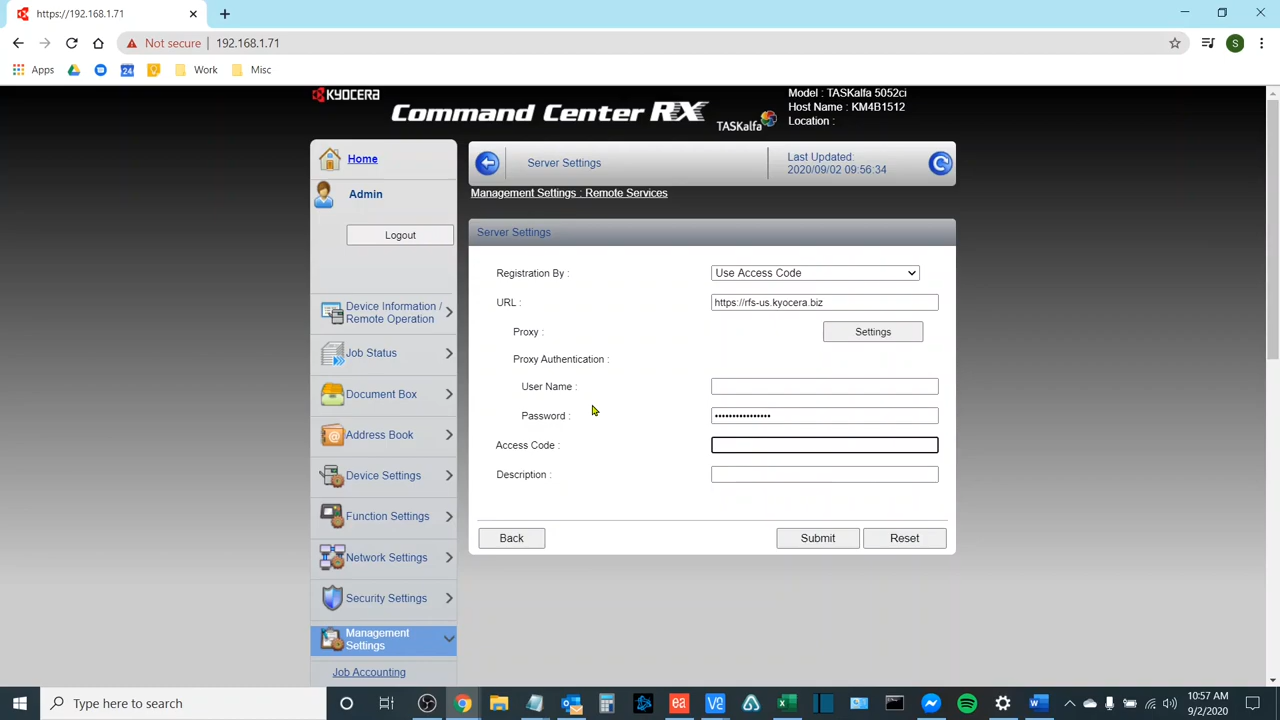 https://192.168.1.71
Not secure | 192.168.1.71
Apps
Work
Misc
KYOCERA
Command Center RX
TASKalfa
Model : TASKalfa 5052ci
Host Name : KM4B1512
Location :
Home
Admin
Logout
Device Information /
Remote Operation
Job Status
Document Box
Address Book
Device Settings
Function Settings
Network Settings
Security Settings
Management
Settings
Job Accounting
Server Settings
Last Updated:
2020/09/02 09:56:34
Management Settings : Remote Services
Server Settings
Registration By :
Use Access Code
URL :
https://rfs-us.kyocera.biz
Proxy :
Settings
Proxy Authentication :
User Name :
Password :
••••••••••••••••
Access Code :
Description :
Back
Submit
Reset
Type here to search
10:57 AM
9/2/2020